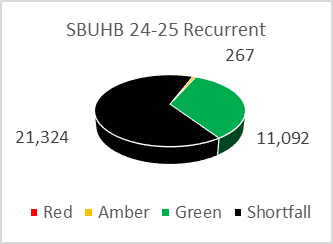 SBUHB 24-25 Recurrent
267
21,324
11,092
Red Amber Green Shortfall